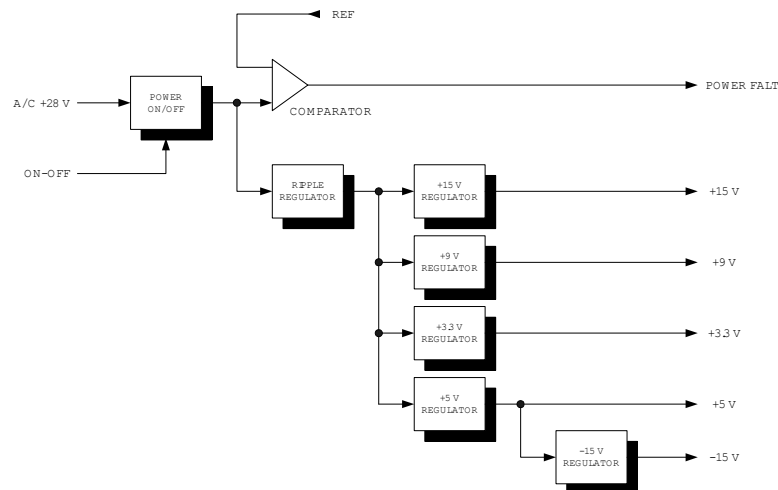 REF
A/C +28 V
POWER
ON/OFF
COMPARATOR
POWER FALT
ON-OFF
RIPPLE
REGULATOR
+15 V
REGULATOR
+15 V
+9 V
REGULATOR
+9 V
+3.3 V
REGULATOR
+3.3 V
+5 V
REGULATOR
+5 V
-15 V
REGULATOR
-15 V